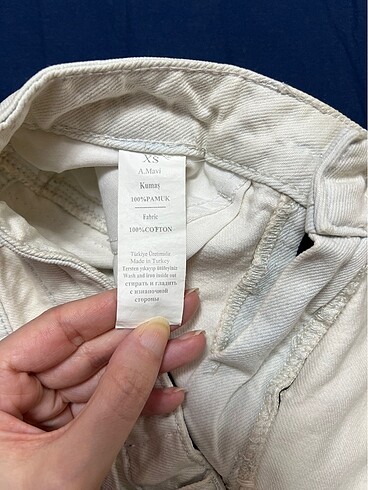 XS
A.Mavi
Kumaş
100%PAMUK
Fabric
100%COTTON
Türkiye Üretimidir
Made in Turkey
Tersten yıkayıp ütüleyiniz
Wash and iron inside out
стирать и гладить
с изнаночной
стороны